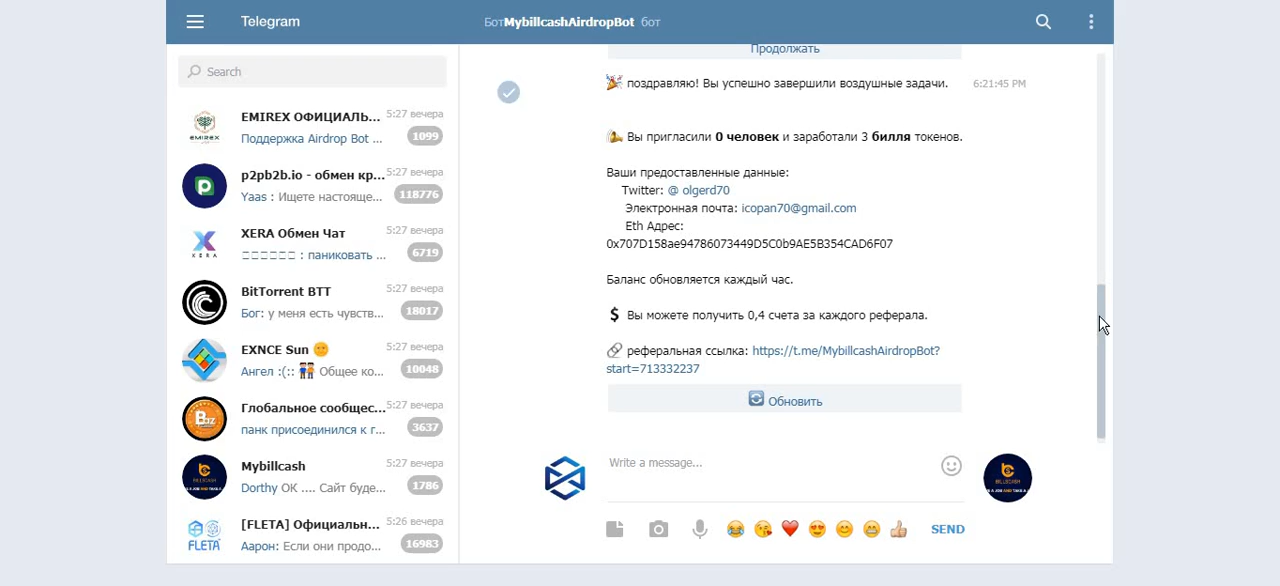 Telegram
БотMybillcashAirdropBot бот
Search
EMIREX ОФИЦИАЛЬ... 5:27 вечера
Поддержка Airdrop Bot ... 1099
p2pb2b.io - обмен кр... 5:27 вечера
Yaas : Ищете настояще... 118776
XERA Обмен Чат 5:27 вечера
□□□□□□ : паниковать ... 6719
BitTorrent BTT 5:27 вечера
Бог: у меня есть чувств... 18017
EXNCE Sun 🌞 5:27 вечера
Ангел :(:: 👬 Общее ко... 10048
Глобальное сообщес... 5:27 вечера
панк присоединился к г... 3637
Mybillcash 5:27 вечера
Dorthy OK .... Сайт буде... 1786
[FLETA] Официальн... 5:26 вечера
Аарон: Если они продо... 16983
EMIREX
XERA
FLETA
Продолжать
🎉 поздравляю! Вы успешно завершили воздушные задачи. 6:21:45 PM
Вы пригласили 0 человек и заработали 3 билля токенов.
Ваши предоставленные данные:
Twitter: @ olgerd70
Электронная почта: icopan70@gmail.com
Eth Адрес:
0x707D158ae94786073449D5C0b9AE5B354CAD6F07
Баланс обновляется каждый час.
💲 Вы можете получить 0,4 счета за каждого реферала.
🔗 реферальная ссылка: https://t.me/MybillcashAirdropBot?
start=713332237
🔄 Обновить
Write a message...
SEND